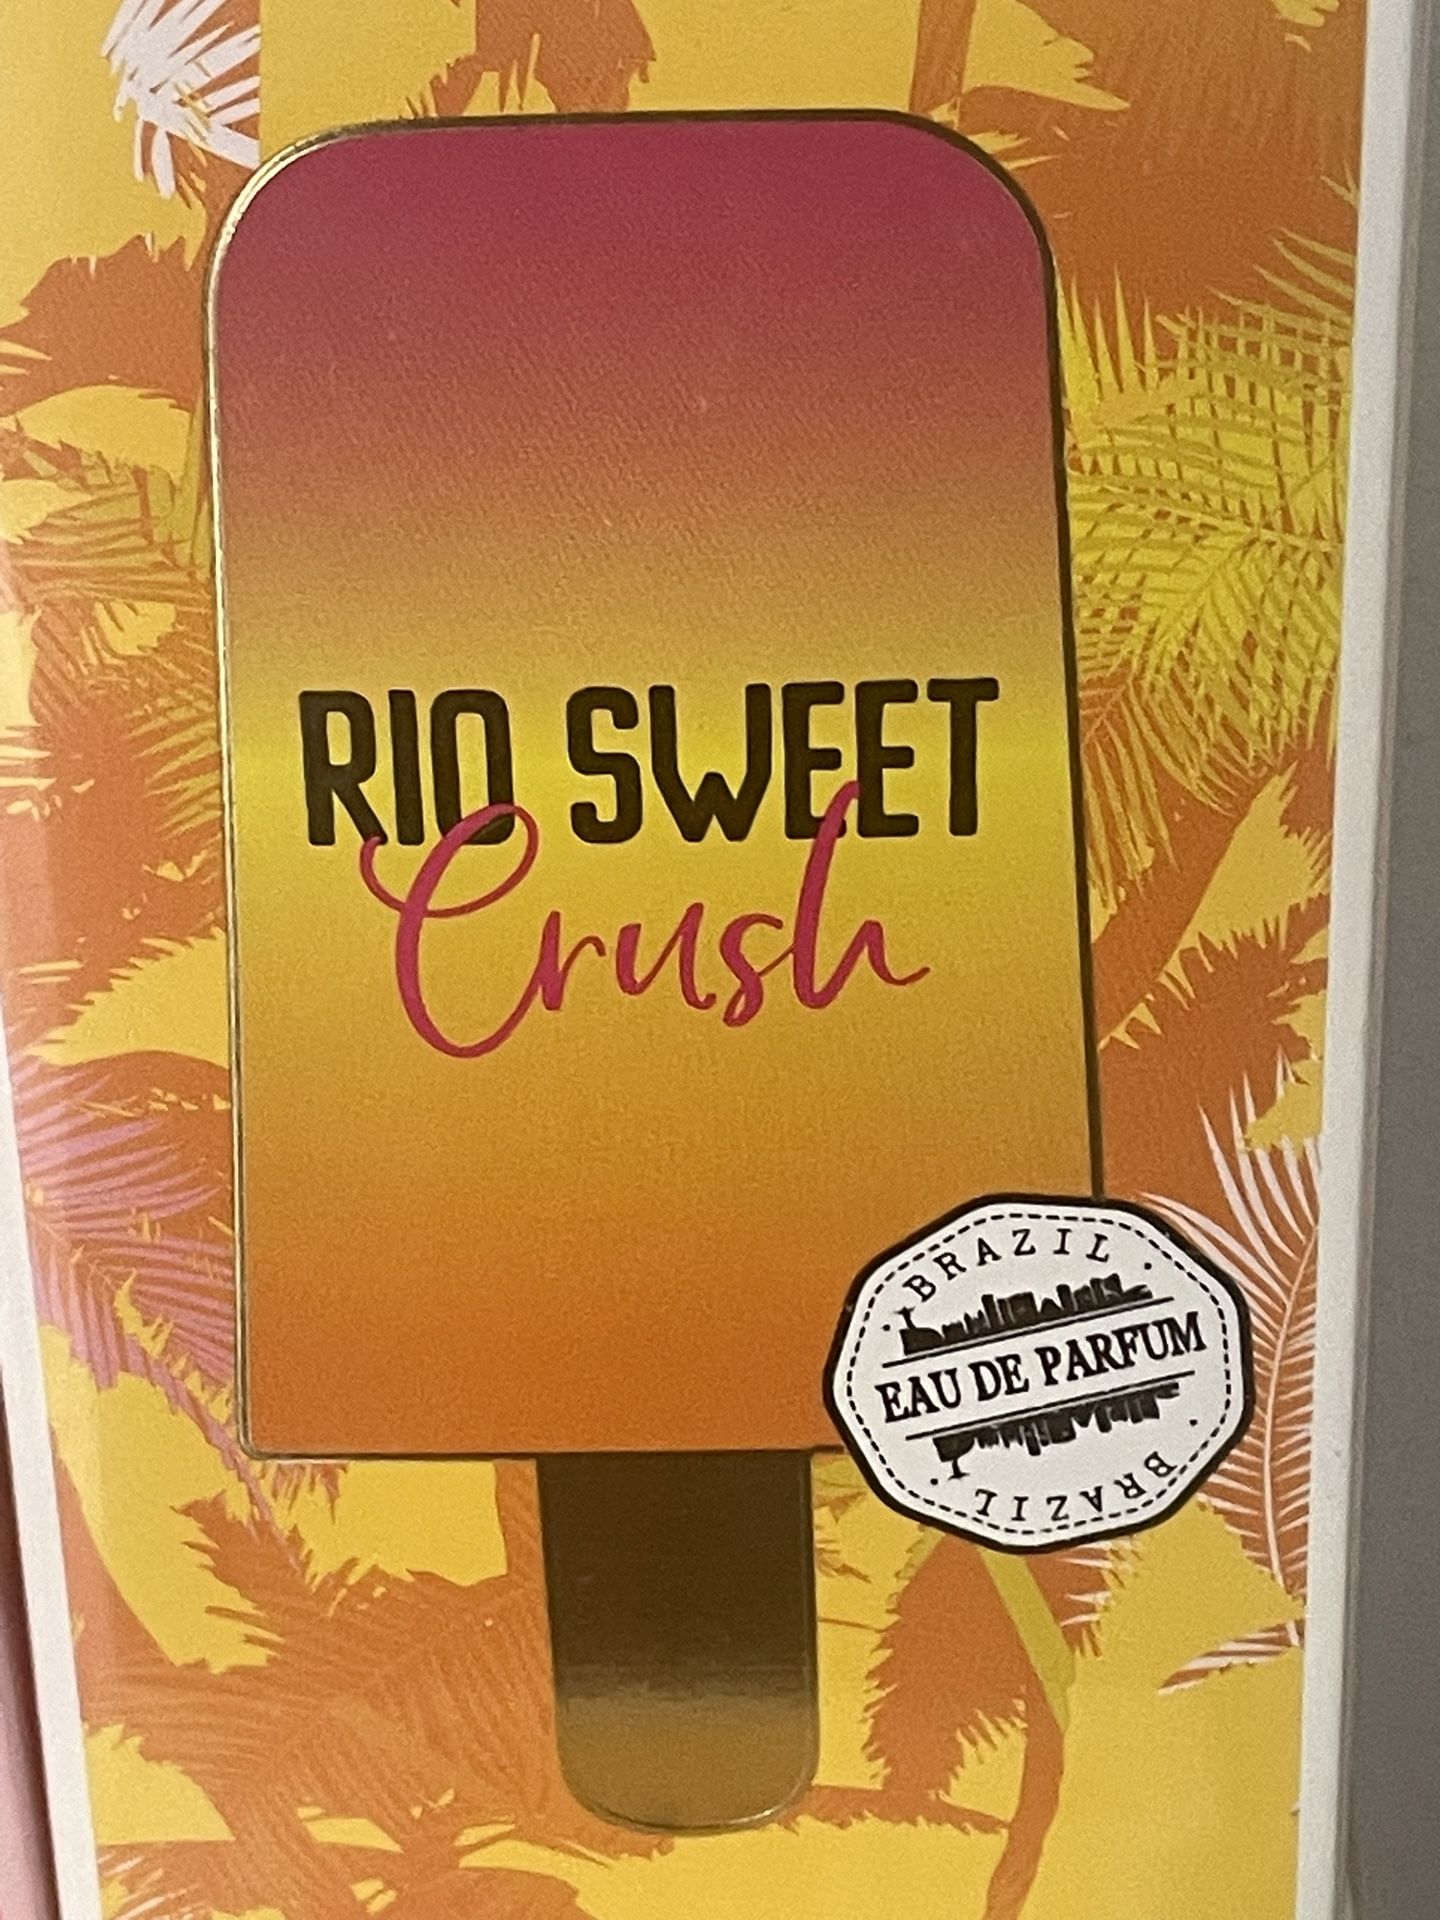 RIO SWEET
Crush
BRAZIL
EAU DE PARFUM
BRAZIL